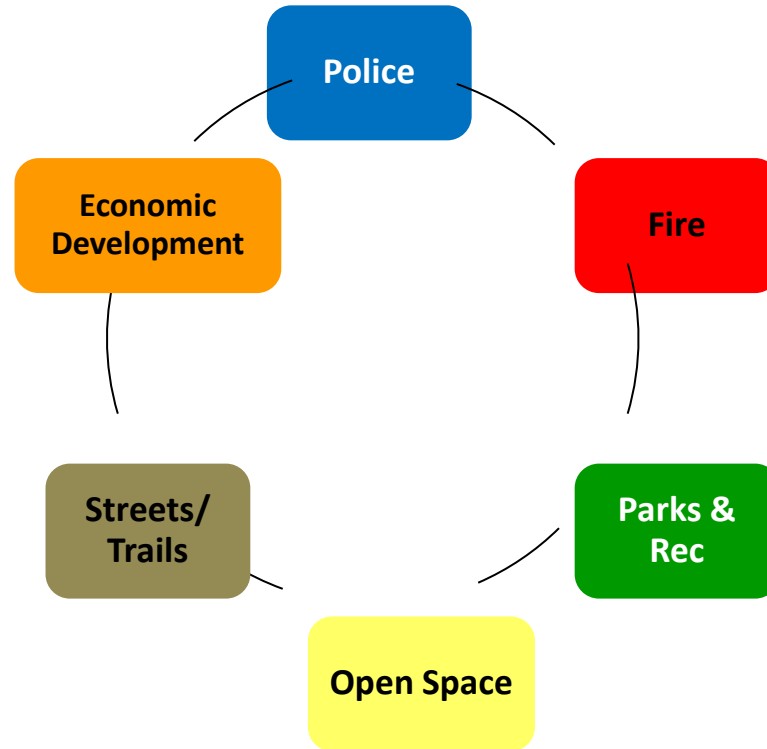 Police
Economic
Development
Fire
Streets/
Trails
Parks &
Rec
Open Space